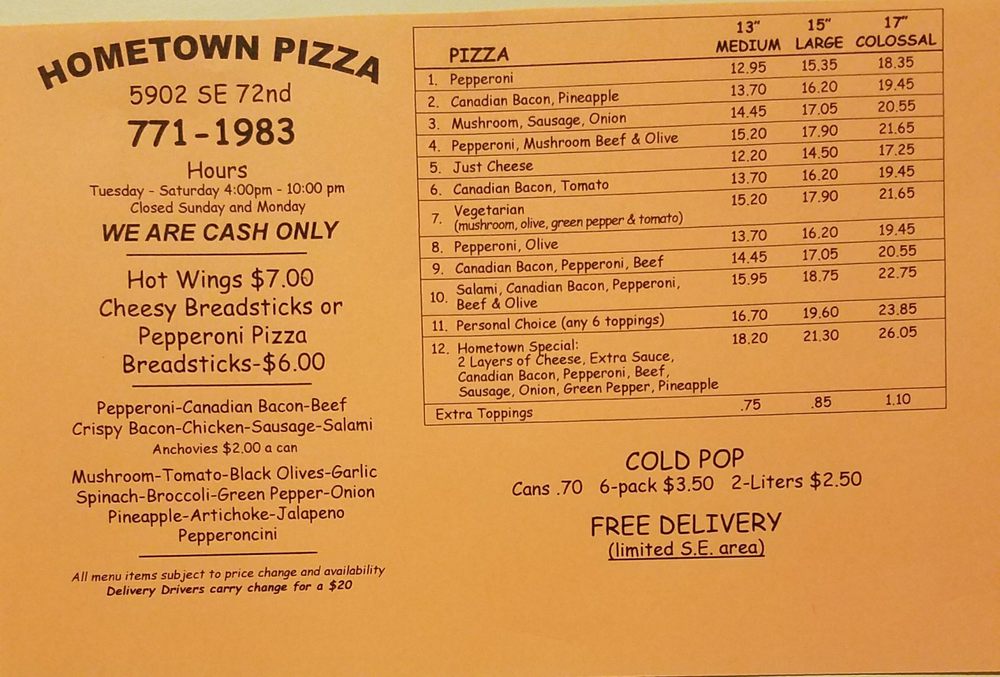 HOMETOWN PIZZA
5902 SE 72nd
771-1983
Hours
Tuesday - Saturday 4:00pm - 10:00 pm
Closed Sunday and Monday
WE ARE CASH ONLY
Hot Wings $7.00
Cheesy Breadsticks or
Pepperoni Pizza
Breadsticks-$6.00
Pepperoni-Canadian Bacon-Beef
Crispy Bacon-Chicken-Sausage-Salami
Anchovies $2.00 a can
Mushroom-Tomato-Black Olives-Garlic
Spinach-Broccoli-Green Pepper-Onion
Pineapple-Artichoke-Jalapeno
Pepperoncini
All menu items subject to price change and availability
Delivery Drivers carry change for a $20
13" 15" 17"
PIZZA MEDIUM LARGE COLOSSAL
1. Pepperoni 12.95 15.35 18.35
2. Canadian Bacon, Pineapple 13.70 16.20 19.45
3. Mushroom, Sausage, Onion 14.45 17.05 20.55
4. Pepperoni, Mushroom Beef & Olive 15.20 17.90 21.65
5. Just Cheese 12.20 14.50 17.25
6. Canadian Bacon, Tomato 13.70 16.20 19.45
7. Vegetarian 15.20 17.90 21.65
(mushroom, olive, green pepper & tomato)
8. Pepperoni, Olive 13.70 16.20 19.45
9. Canadian Bacon, Pepperoni, Beef 14.45 17.05 20.55
10. Salami, Canadian Bacon, Pepperoni, 15.95 18.75 22.75
Beef & Olive
11. Personal Choice (any 6 toppings) 16.70 19.60 23.85
12. Hometown Special: 18.20 21.30 26.05
2 Layers of Cheese, Extra Sauce,
Canadian Bacon, Pepperoni, Beef,
Sausage, Onion, Green Pepper, Pineapple
Extra Toppings .75 .85 1.10
COLD POP
Cans .70 6-pack $3.50 2-Liters $2.50
FREE DELIVERY
(limited S.E. area)